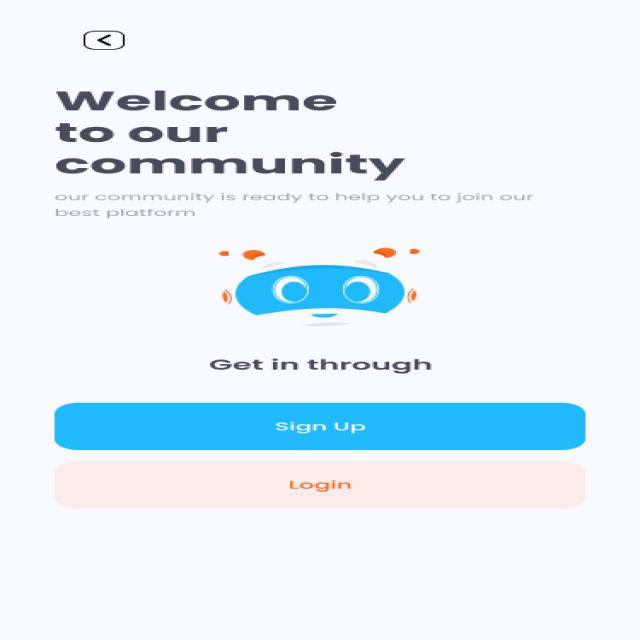 Welcome
to our
community
our community is ready to help you to join our
best platform
Get in through
Sign Up
Login